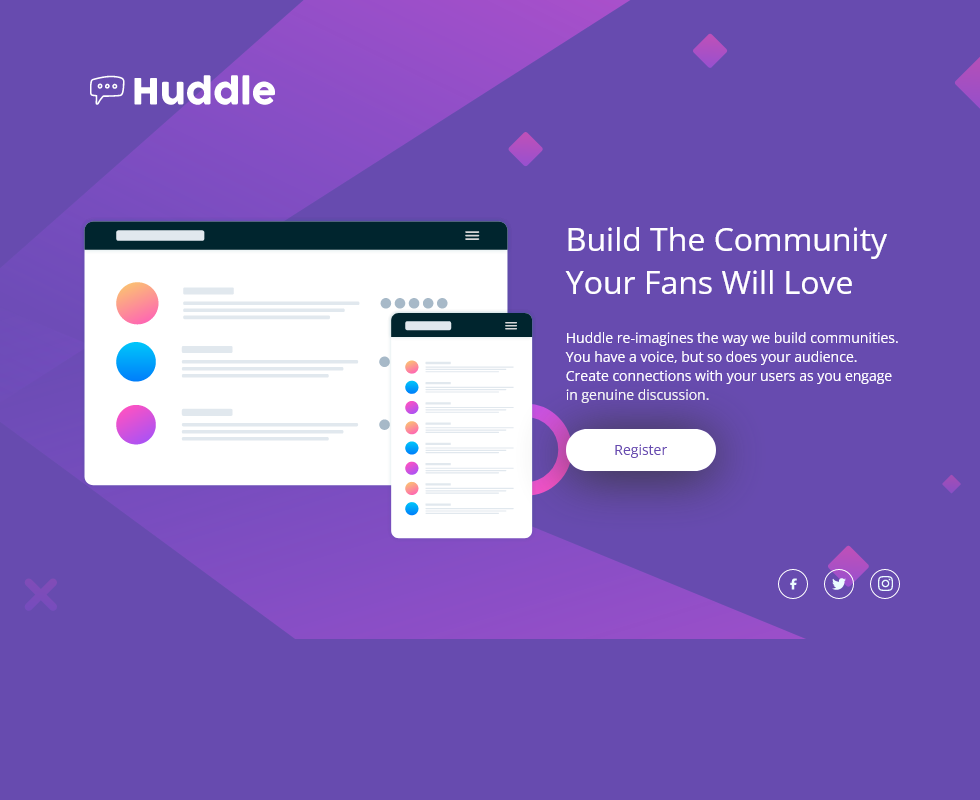 Huddle
Build The Community
Your Fans Will Love
Huddle re-imagines the way we build communities.
You have a voice, but so does your audience.
Create connections with your users as you engage
in genuine discussion.
Register